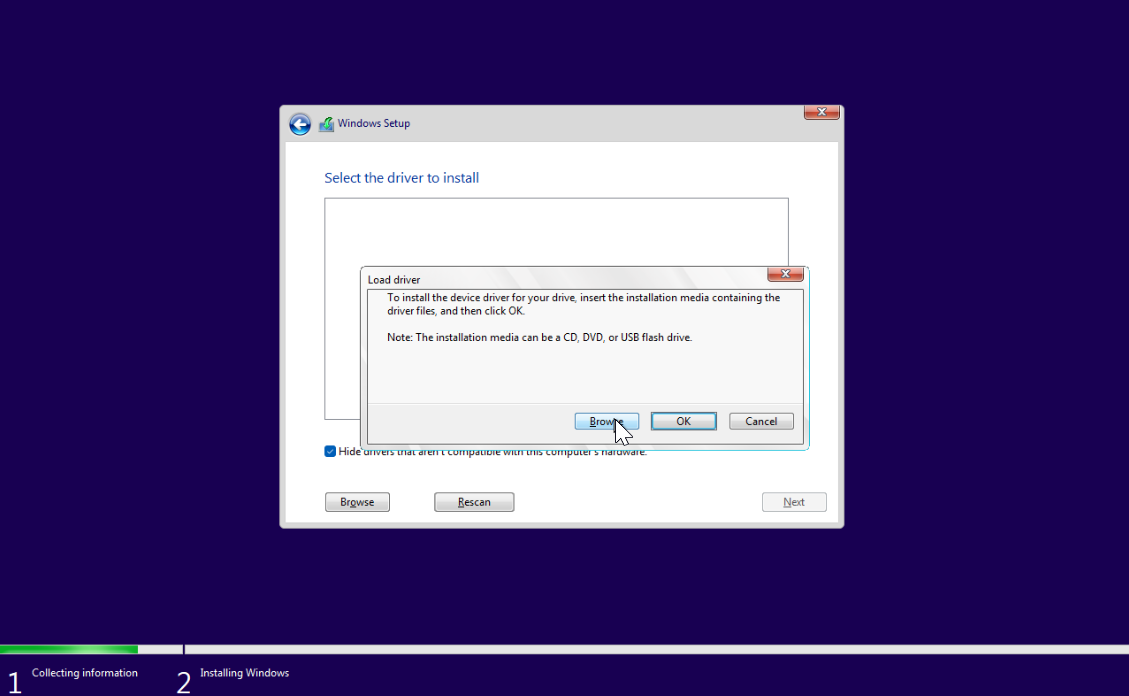 Windows Setup
Select the driver to install
Load driver
To install the device driver for your drive, insert the installation media containing the
driver files, and then click OK.
Note: The installation media can be a CD, DVD, or USB flash drive.
Browse OK Cancel
Hide drivers that aren't compatible with this computer's hardware.
Browse Rescan Next
1 Collecting information 2 Installing Windows